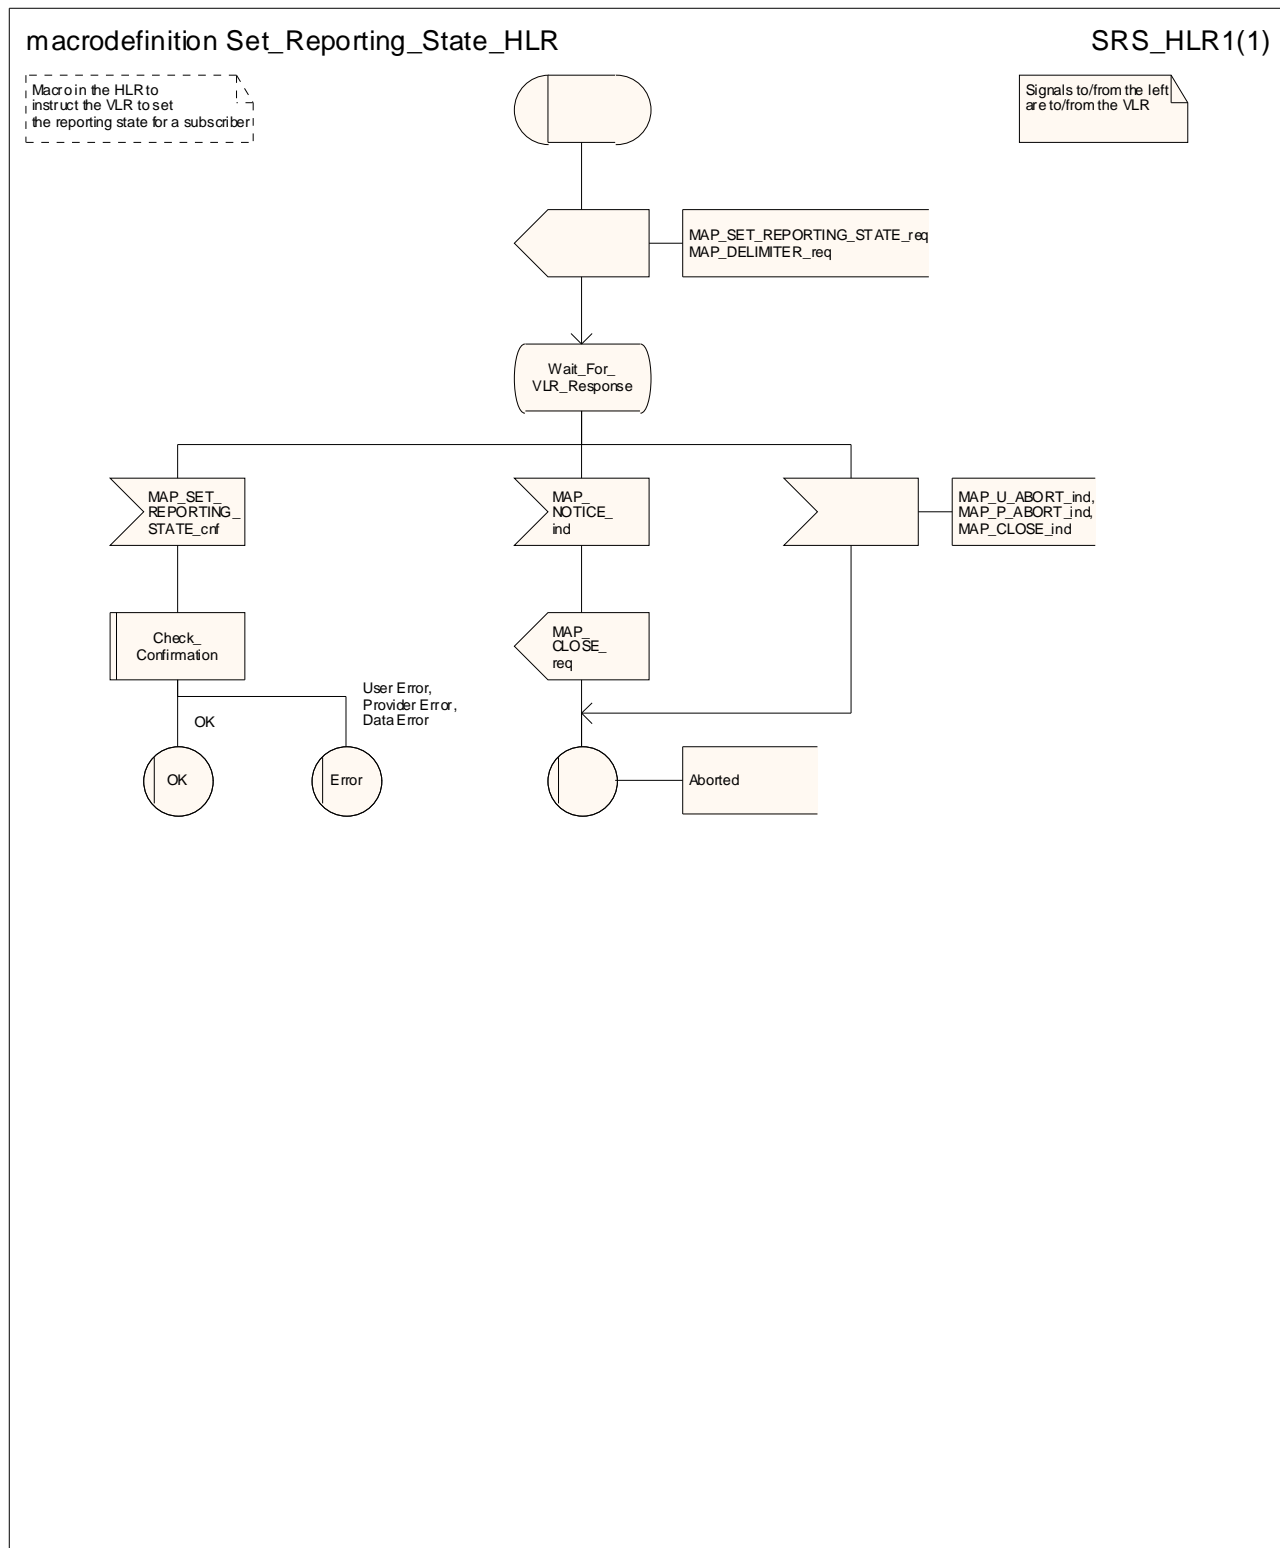 macrodefinition Set_Reporting_State_HLR
SRS_HLR1(1)
Macro in the HLR to
instruct the VLR to set
the reporting state for a subscriber
Signals to/from the left
are to/from the VLR
MAP_SET_REPORTING_STATE_req
MAP_DELIMITER_req
Wait_For_
VLR_Response
MAP_SET_
REPORTING_
STATE_cnf
MAP_
NOTICE_
ind
MAP_U_ABORT_ind,
MAP_P_ABORT_ind,
MAP_CLOSE_ind
Check_
Confirmation
MAP_
CLOSE_
req
User Error,
Provider Error,
Data Error
OK
OK
Error
Aborted